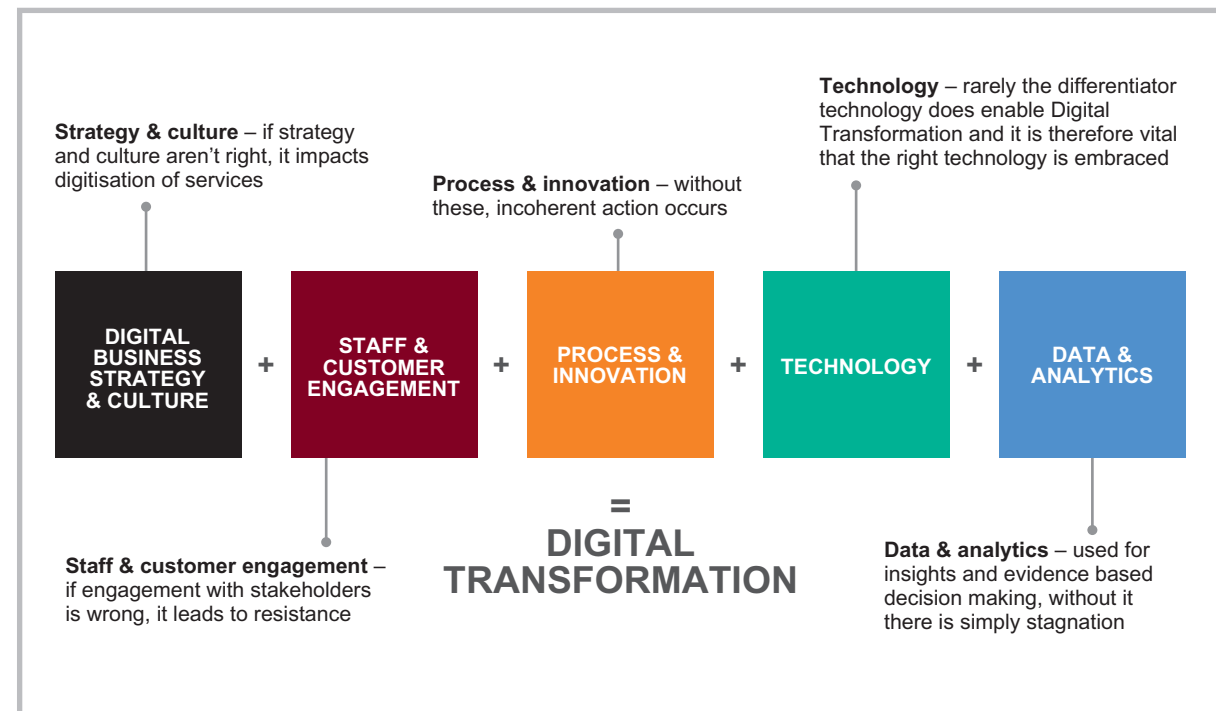 Technology – rarely the differentiator
technology does enable Digital
Transformation and it is therefore vital
that the right technology is embraced
Strategy & culture – if strategy
and culture aren't right, it impacts
digitisation of services
Process & innovation – without
these, incoherent action occurs
DIGITAL
BUSINESS
STRATEGY
& CULTURE
+
STAFF &
CUSTOMER
ENGAGEMENT
+
PROCESS &
INNOVATION
+
TECHNOLOGY
+
DATA &
ANALYTICS
=
DIGITAL
TRANSFORMATION
Staff & customer engagement –
if engagement with stakeholders
is wrong, it leads to resistance
Data & analytics – used for
insights and evidence based
decision making, without it
there is simply stagnation